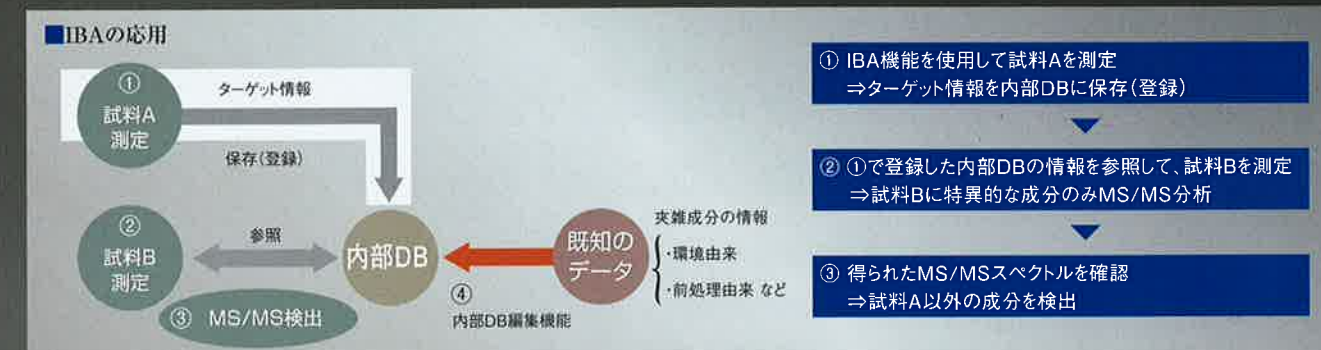 ■IBAの応用
①
試料A
測定
ターゲット情報
保存(登録)
②
試料B
測定
参照
内部DB
③ MS/MS検出
④
内部DB編集機能
既知の
データ
夾雑成分の情報
・環境由来
・前処理由来 など
① IBA機能を使用して試料Aを測定
⇒ターゲット情報を内部DBに保存(登録)
② ①で登録した内部DBの情報を参照して、試料Bを測定
⇒試料Bに特異的な成分のみMS/MS分析
③ 得られたMS/MSスペクトルを確認
⇒試料A以外の成分を検出